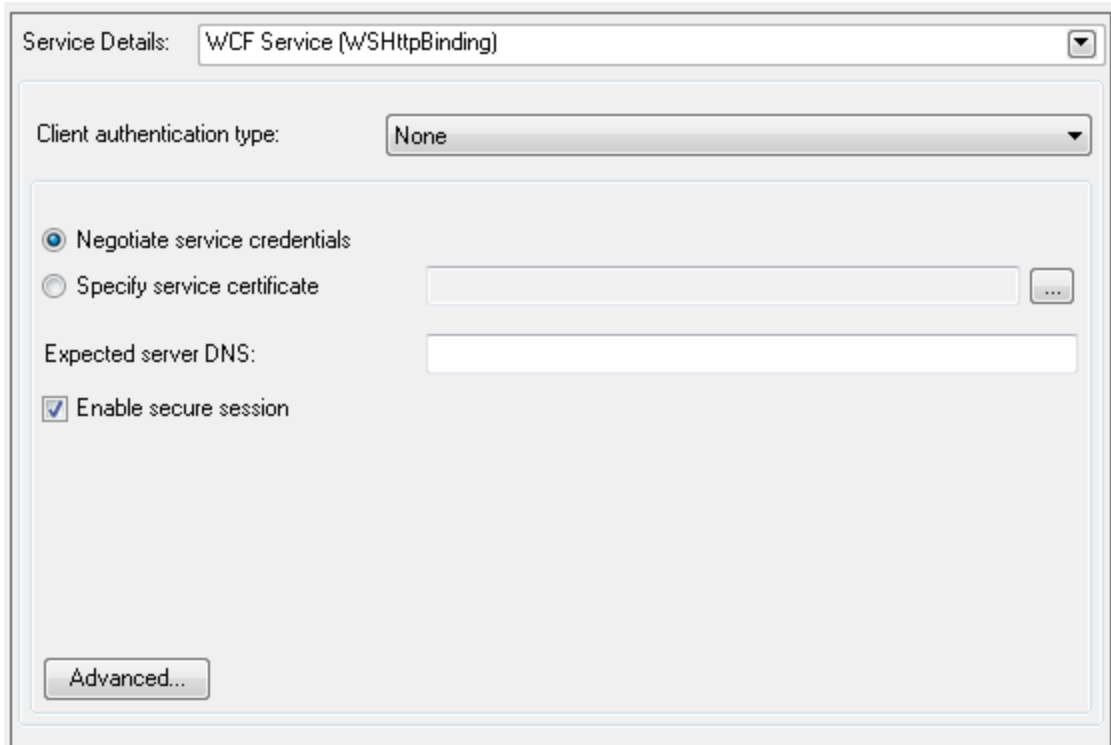 Service Details: WCF Service (WSHttpBinding)
Client authentication type: None
Negotiate service credentials
Specify service certificate ...
Expected server DNS:
Enable secure session
Advanced...